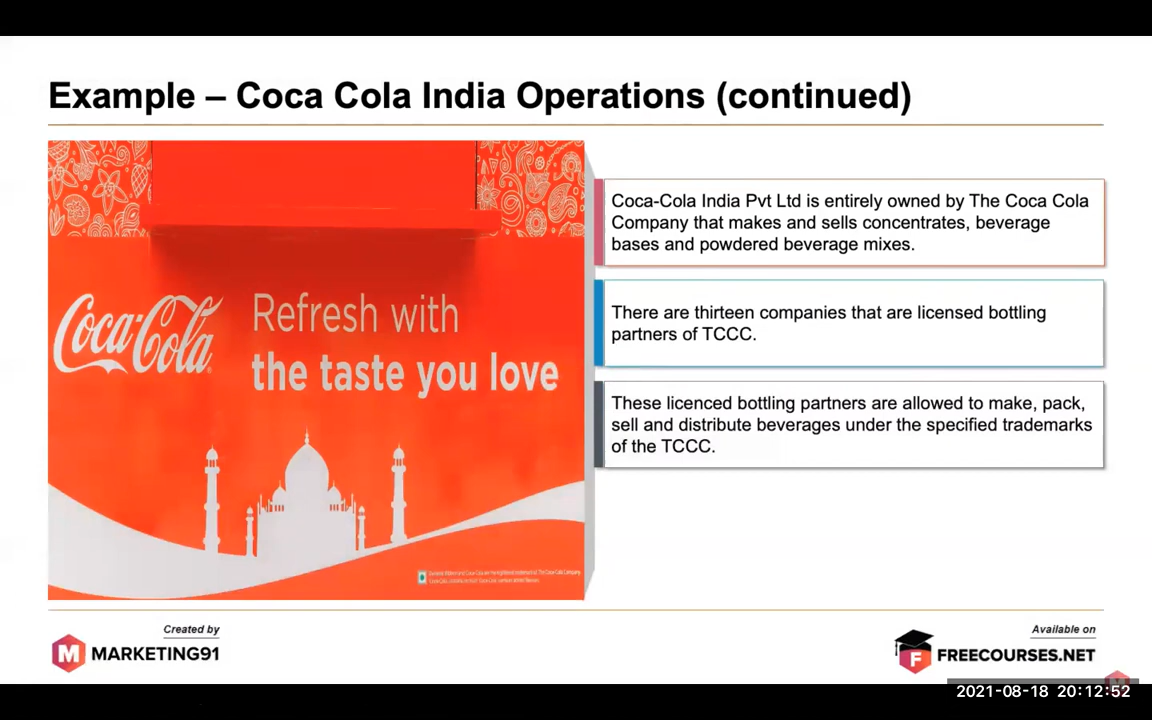 Example – Coca Cola India Operations (continued)
Coca-Cola
Refresh with
the taste you love
Coca-Cola India Pvt Ltd is entirely owned by The Coca Cola
Company that makes and sells concentrates, beverage
bases and powdered beverage mixes.
There are thirteen companies that are licensed bottling
partners of TCCC.
These licenced bottling partners are allowed to make, pack,
sell and distribute beverages under the specified trademarks
of the TCCC.
Created by
M MARKETING91
Available on
F FREECOURSES.NET
2021-08-18 20:12:52